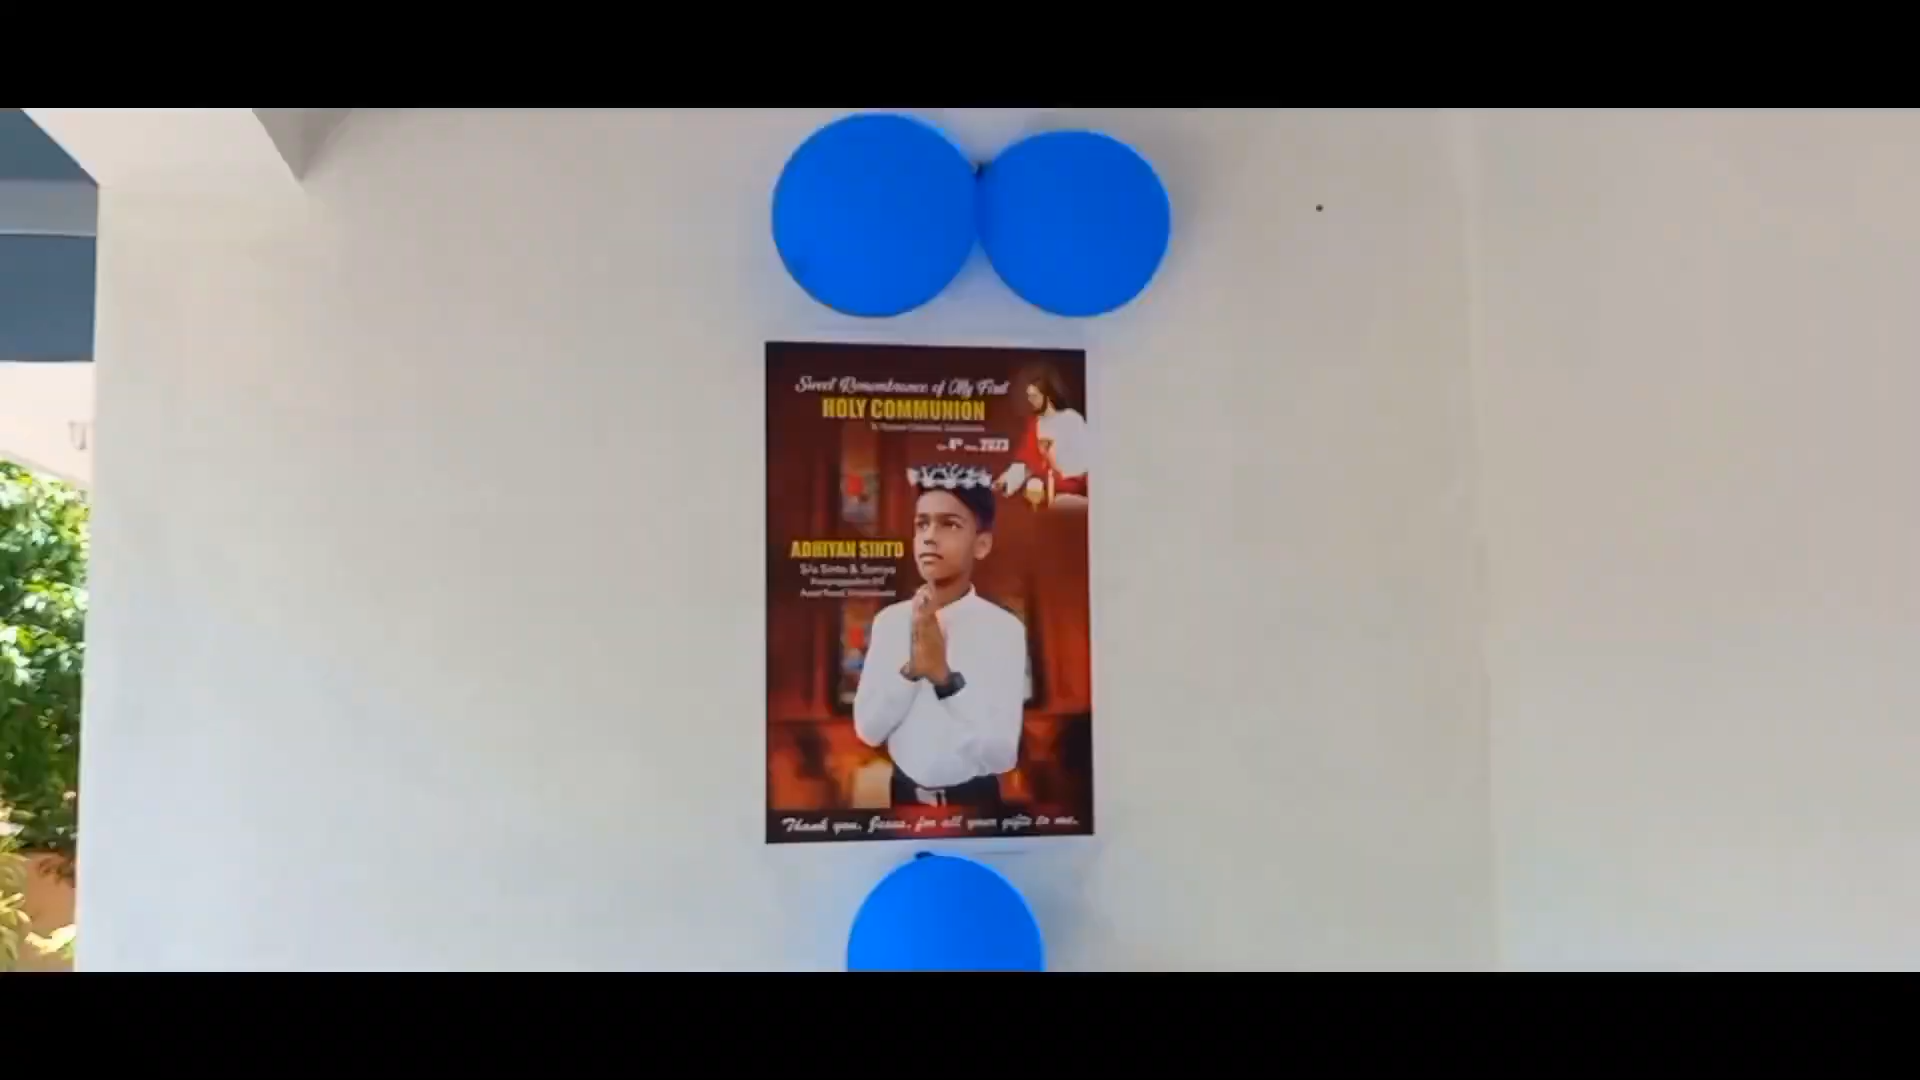 Sweet Remembrance of My First
HOLY COMMUNION
4th 2023
ADHIYAN SINTO
S/o Sinto &
Thank you, Jesus, for all your gifts to me.